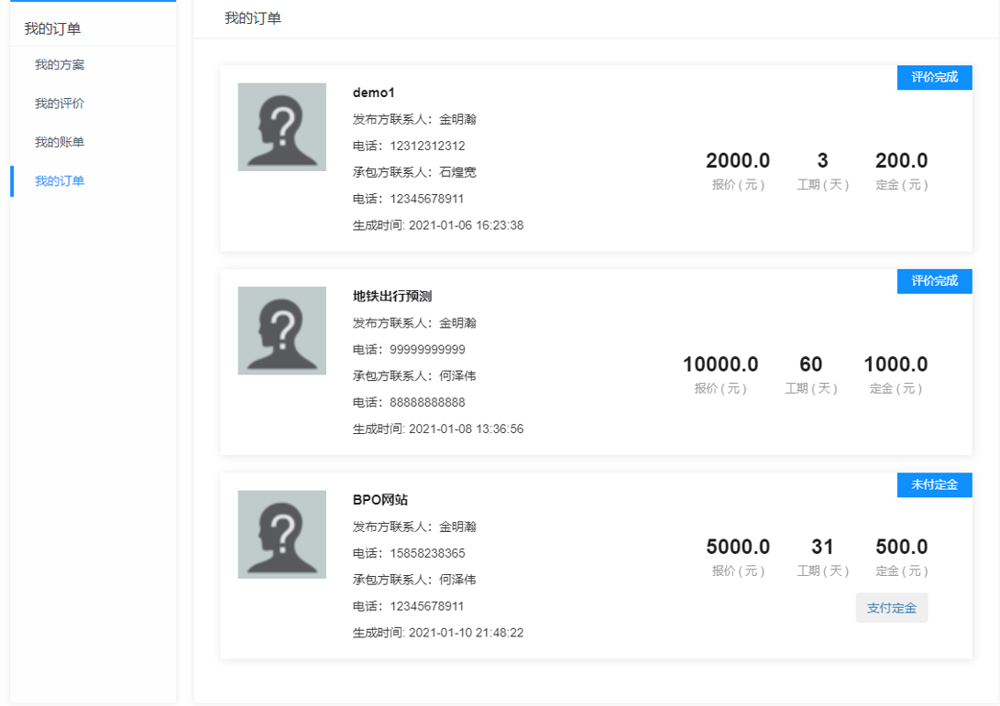 我的订单
我的方案
我的评价
我的账单
我的订单
我的订单
评价完成
demo1
发布方联系人：金明瀚
电话：12312312312
承包方联系人：石煌宽
电话：12345678911
生成时间: 2021-01-06 16:23:38
2000.0 3 200.0
报价 ( 元 ) 工期 ( 天 ) 定金 ( 元 )
评价完成
地铁出行预测
发布方联系人：金明瀚
电话：99999999999
承包方联系人：何泽伟
电话：88888888888
生成时间: 2021-01-08 13:36:56
10000.0 60 1000.0
报价 ( 元 ) 工期 ( 天 ) 定金 ( 元 )
未付定金
BPO网站
发布方联系人：金明瀚
电话：15858238365
承包方联系人：何泽伟
电话：12345678911
生成时间: 2021-01-10 21:48:22
5000.0 31 500.0
报价 ( 元 ) 工期 ( 天 ) 定金 ( 元 )
支付定金